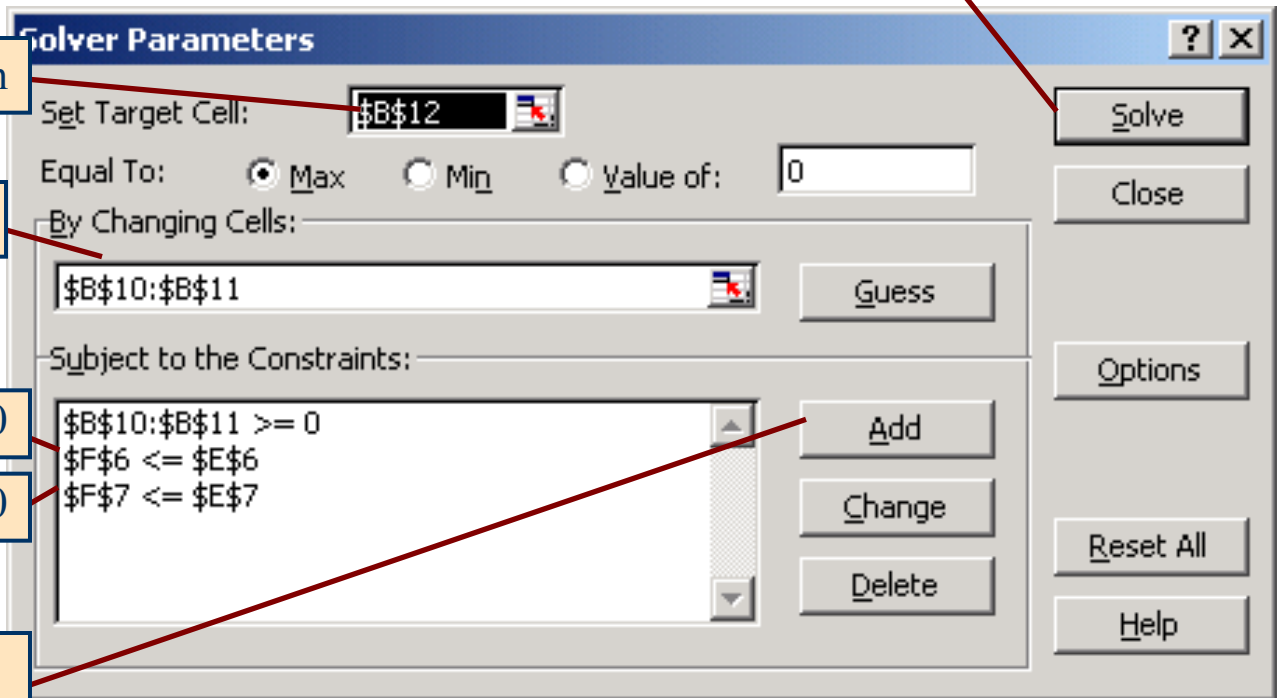 Solver Parameters
Set Target Cell: $B$12
Equal To: Max Min Value of: 0
By Changing Cells:
$B$10:$B$11
Guess
Subject to the Constraints:
$B$10:$B$11 >= 0
$F$6 <= $E$6
$F$7 <= $E$7
Add
Change
Delete
Solve
Close
Options
Reset All
Help